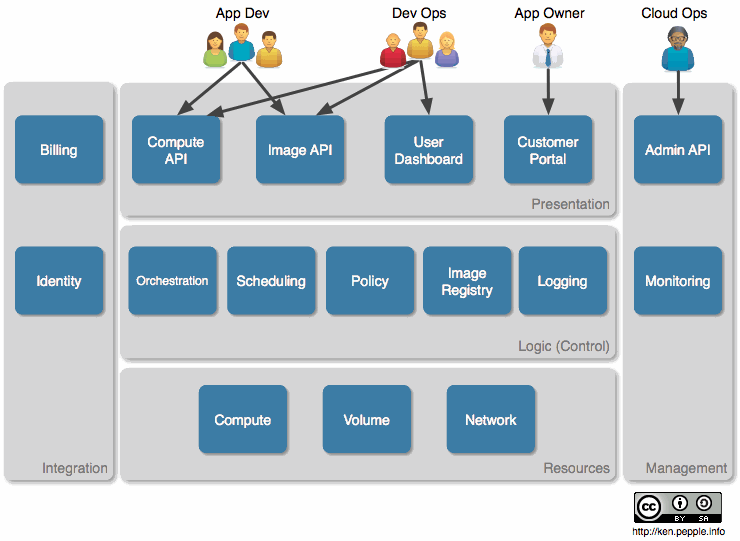 App Dev
Dev Ops
App Owner
Cloud Ops
Billing
Compute
API
Image API
User
Dashboard
Customer
Portal
Admin API
Presentation
Identity
Orchestration
Scheduling
Policy
Image
Registry
Logging
Monitoring
Logic (Control)
Compute
Volume
Network
Integration
Resources
Management
cc
BY SA
http://ken.pepple.info